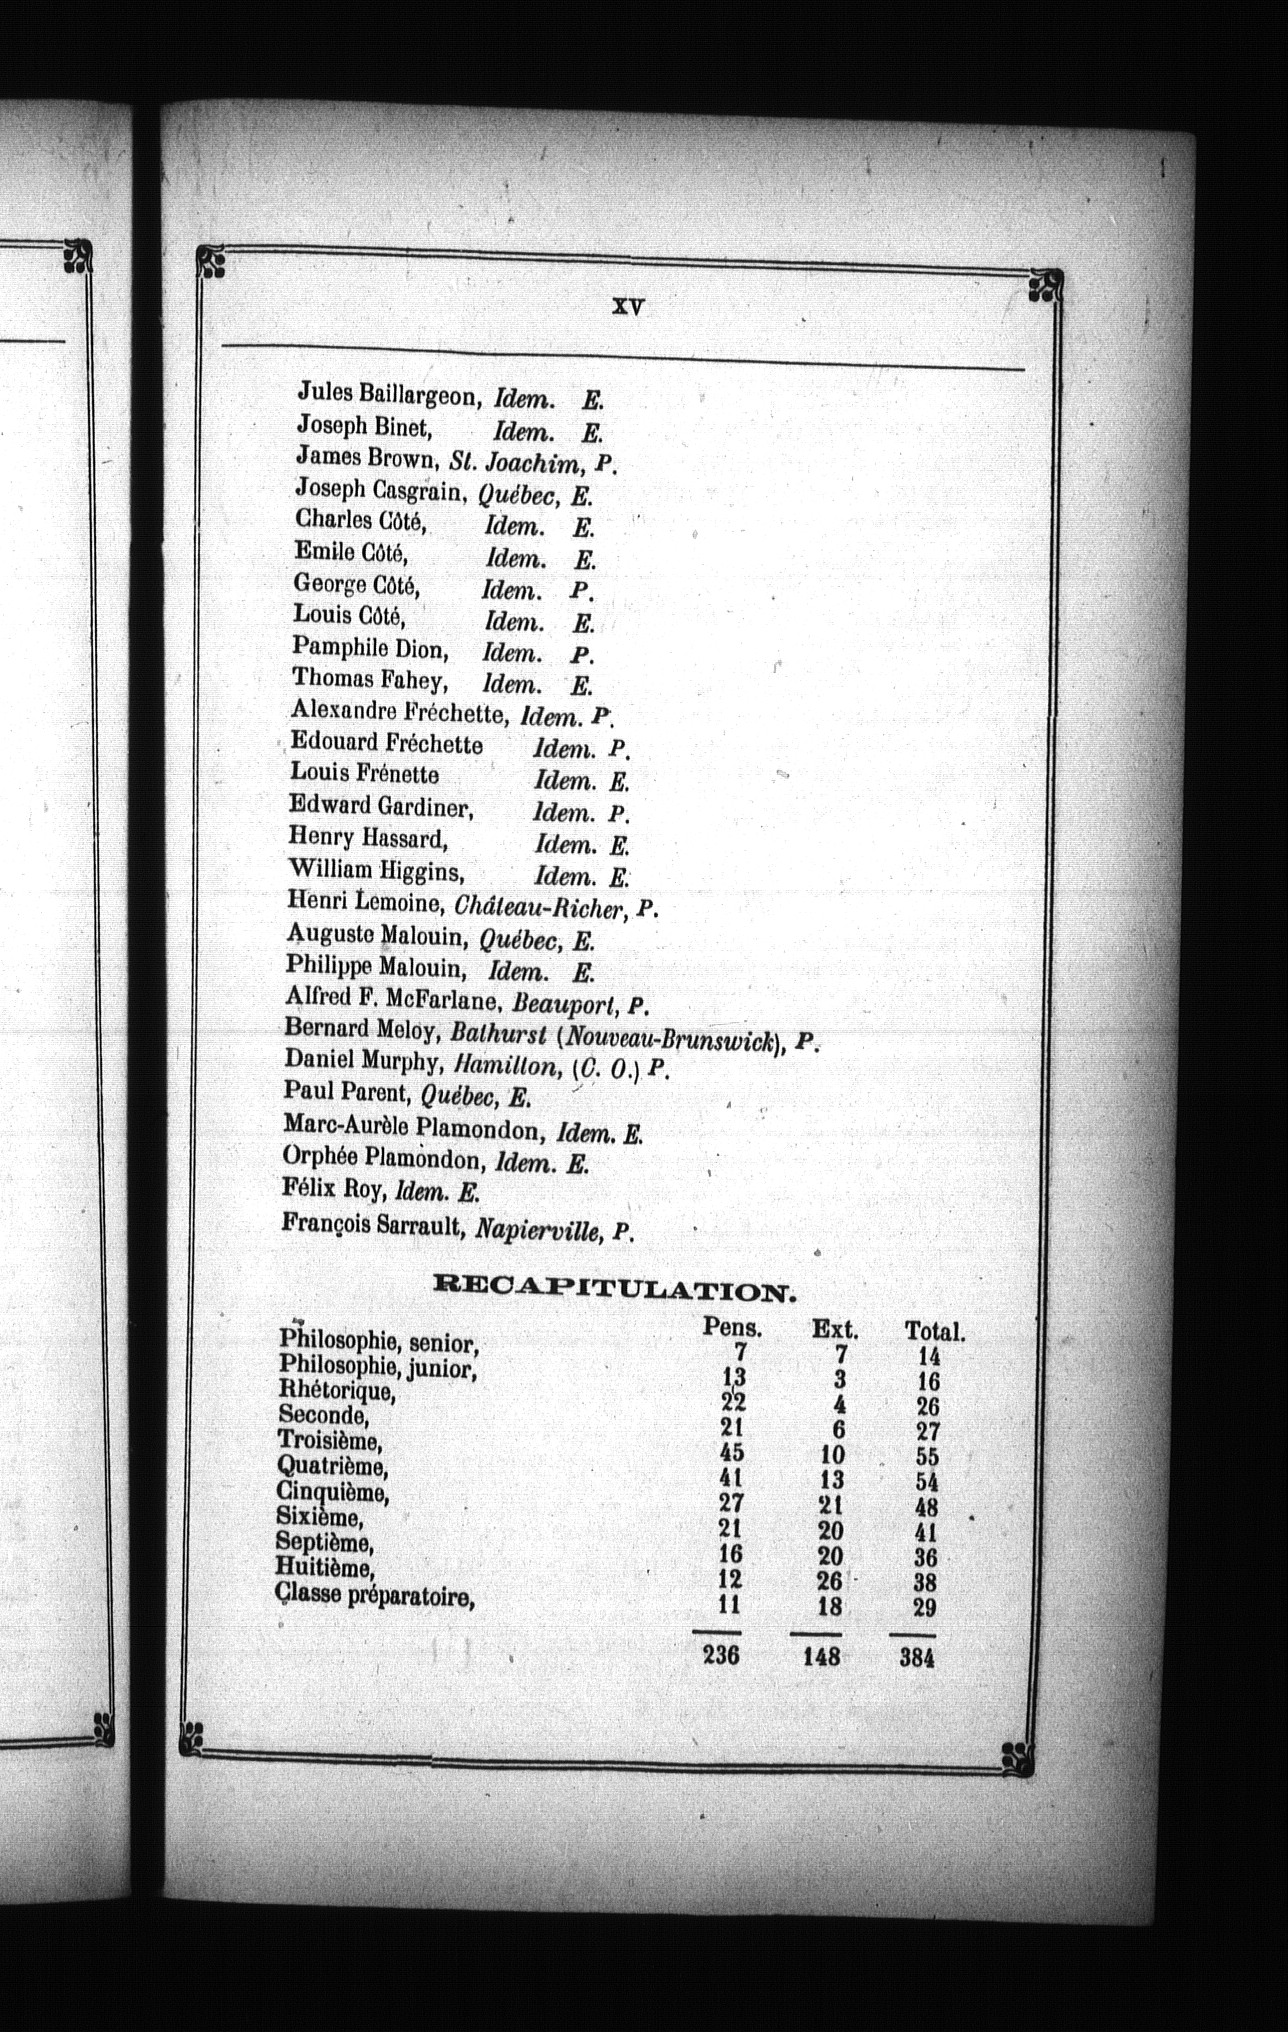 XV
Jules Baillargeon, Idem. E.
Joseph Binet, Idem. E.
James Brown, St. Joachim, P.
Joseph Casgrain, Québec, E.
Charles Côté, Idem. E.
Emile Côté, Idem. E.
George Côté, Idem. P.
Louis Côté, Idem. E.
Pamphile Dion, Idem. P.
Thomas Fahey, Idem. E.
Alexandre Fréchette, Idem. P.
Edouard Fréchette Idem. P.
Louis Frénette Idem. E.
Edward Gardiner, Idem. P.
Henry Hassard, Idem. E.
William Higgins, Idem. E.
Henri Lemoine, Château-Richer, P.
Auguste Malouin, Québec, E.
Philippe Malouin, Idem. E.
Alfred F. McFarlane, Beauport, P.
Bernard Meloy, Bathurst (Nouveau-Brunswick), P.
Daniel Murphy, Hamilton, (C. O.) P.
Paul Parent, Québec, E.
Marc-Aurèle Plamondon, Idem. E.
Orphée Plamondon, Idem. E.
Félix Roy, Idem. E.
François Sarrault, Napierville, P.
RECAPITULATION.
Pens. Ext. Total.
Philosophie, senior, 7 7 14
Philosophie, junior, 13 3 16
Rhétorique, 22 4 26
Seconde, 21 6 27
Troisième, 45 10 55
Quatrième, 41 13 54
Cinquième, 27 21 48
Sixième, 21 20 41
Septième, 16 20 36
Huitième, 12 26 38
Classe préparatoire, 11 18 29
236 148 384